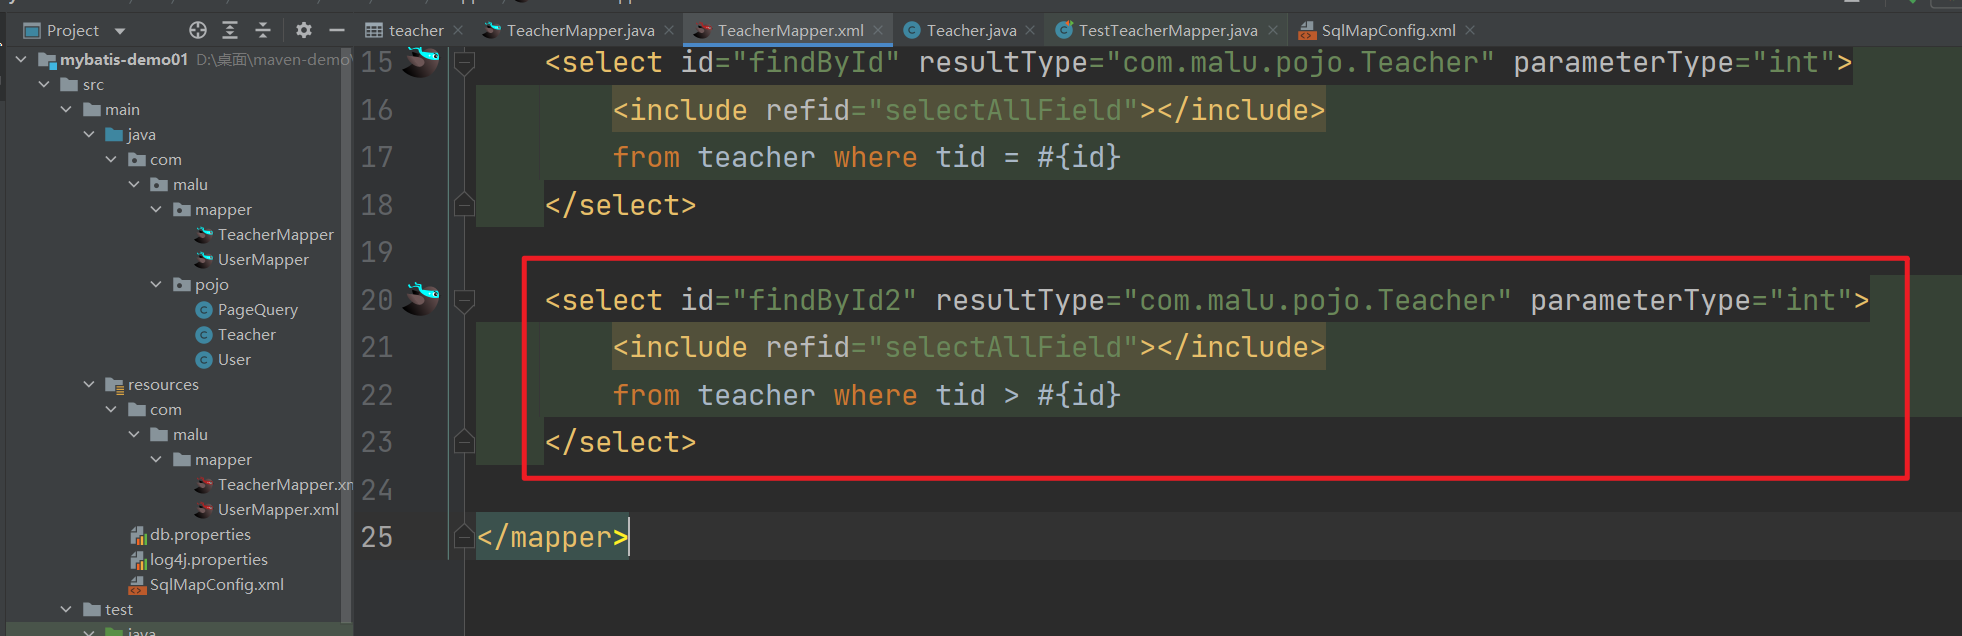 Project
teacher
TeacherMapper.java
TeacherMapper.xml
Teacher.java
TestTeacherMapper.java
SqlMapConfig.xml
mybatis-demo01 D:\桌面\maven-demo\
src
main
java
com
malu
mapper
TeacherMapper
UserMapper
pojo
PageQuery
Teacher
User
resources
com
malu
mapper
TeacherMapper.xm
UserMapper.xml
db.properties
log4j.properties
SqlMapConfig.xml
test
java
15 <select id="findById" resultType="com.malu.pojo.Teacher" parameterType="int">
16 <include refid="selectAllField"></include>
17 from teacher where tid = #{id}
18 </select>
19
20 <select id="findById2" resultType="com.malu.pojo.Teacher" parameterType="int">
21 <include refid="selectAllField"></include>
22 from teacher where tid > #{id}
23 </select>
24
25 </mapper>